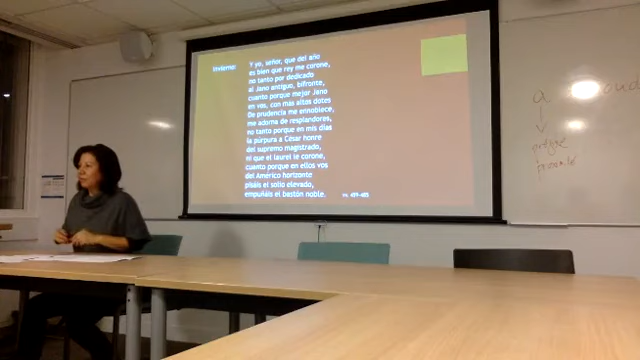 Invierno: Y yo, señor, que del año
es bien que rey me corone,
no tanto por dedicado
al Jano antiguo, bifronte,
cuanto porque mejor Jano
en vos, con más altas dotes
De prudencia me ennoblece,
me adorna de resplandores,
no tanto porque en mis días
la púrpura a César honre
del supremo magistrado,
ni que el laurel le corone,
cuanto porque en ellos vos
del Américo horizonte
pisáis el solio elevado,
empuñáis el bastón noble.
a